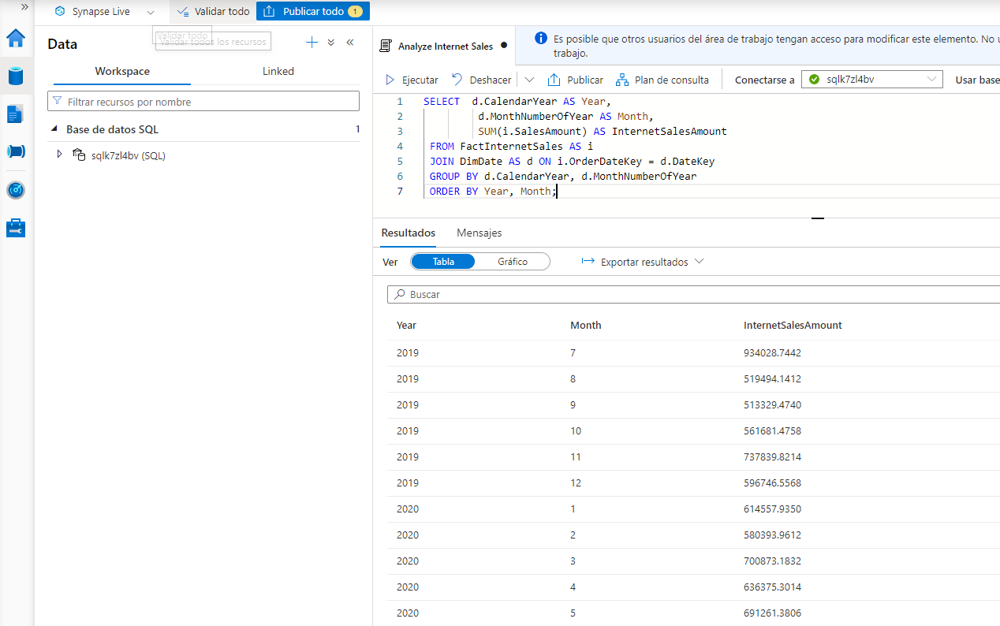 »
Synapse Live
Validar todo
Publicar todo 1
Validar todo
Validar todos los recursos
Data
Workspace Linked
Filtrar recursos por nombre
Base de datos SQL 1
sqlk7zl4bv (SQL)
Analyze Internet Sales
Es posible que otros usuarios del área de trabajo tengan acceso para modificar este elemento. No
trabajo.
Ejecutar Deshacer Publicar Plan de consulta Conectarse a sqlk7zl4bv Usar base
1 SELECT d.CalendarYear AS Year,
2 d.MonthNumberOfYear AS Month,
3 SUM(i.SalesAmount) AS InternetSalesAmount
4 FROM FactInternetSales AS i
5 JOIN DimDate AS d ON i.OrderDateKey = d.DateKey
6 GROUP BY d.CalendarYear, d.MonthNumberOfYear
7 ORDER BY Year, Month;
Resultados Mensajes
Ver Tabla Gráfico Exportar resultados
Buscar
Year Month InternetSalesAmount
2019 7 934028.7442
2019 8 519494.1412
2019 9 513329.4740
2019 10 561681.4758
2019 11 737839.8214
2019 12 596746.5568
2020 1 614557.9350
2020 2 580393.9612
2020 3 700873.1832
2020 4 636375.3014
2020 5 691261.3806